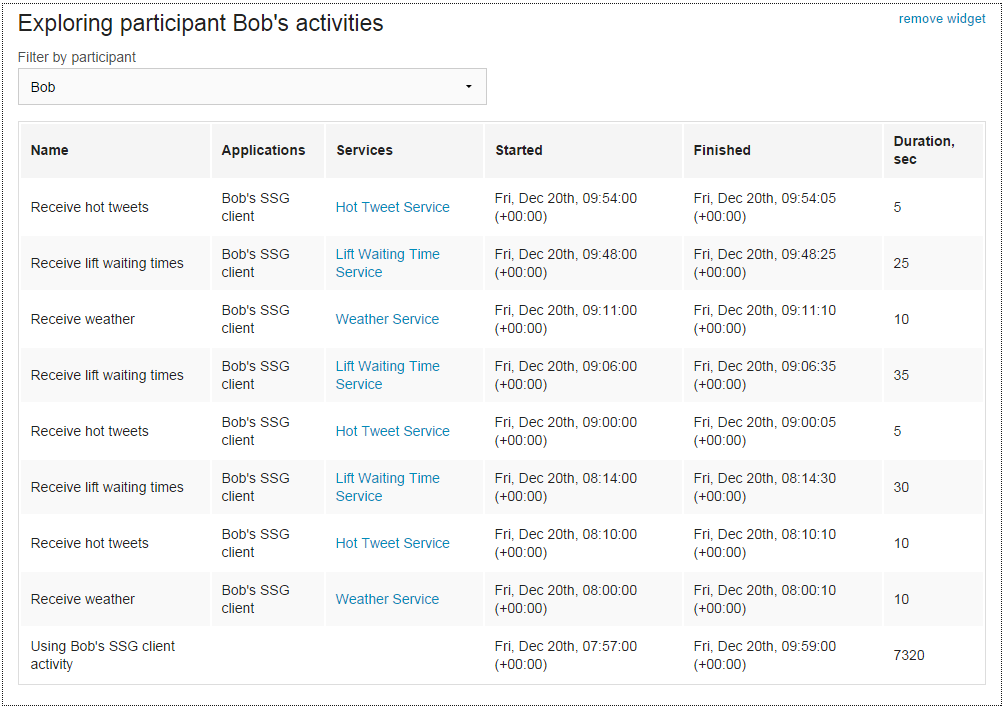 Exploring participant Bob's activities
remove widget
Filter by participant
Bob
Name Applications Services Started Finished Duration, sec
Receive hot tweets Bob's SSG client Hot Tweet Service Fri, Dec 20th, 09:54:00 (+00:00) Fri, Dec 20th, 09:54:05 (+00:00) 5
Receive lift waiting times Bob's SSG client Lift Waiting Time Service Fri, Dec 20th, 09:48:00 (+00:00) Fri, Dec 20th, 09:48:25 (+00:00) 25
Receive weather Bob's SSG client Weather Service Fri, Dec 20th, 09:11:00 (+00:00) Fri, Dec 20th, 09:11:10 (+00:00) 10
Receive lift waiting times Bob's SSG client Lift Waiting Time Service Fri, Dec 20th, 09:06:00 (+00:00) Fri, Dec 20th, 09:06:35 (+00:00) 35
Receive hot tweets Bob's SSG client Hot Tweet Service Fri, Dec 20th, 09:00:00 (+00:00) Fri, Dec 20th, 09:00:05 (+00:00) 5
Receive lift waiting times Bob's SSG client Lift Waiting Time Service Fri, Dec 20th, 08:14:00 (+00:00) Fri, Dec 20th, 08:14:30 (+00:00) 30
Receive hot tweets Bob's SSG client Hot Tweet Service Fri, Dec 20th, 08:10:00 (+00:00) Fri, Dec 20th, 08:10:10 (+00:00) 10
Receive weather Bob's SSG client Weather Service Fri, Dec 20th, 08:00:00 (+00:00) Fri, Dec 20th, 08:00:10 (+00:00) 10
Using Bob's SSG client activity Fri, Dec 20th, 07:57:00 (+00:00) Fri, Dec 20th, 09:59:00 (+00:00) 7320